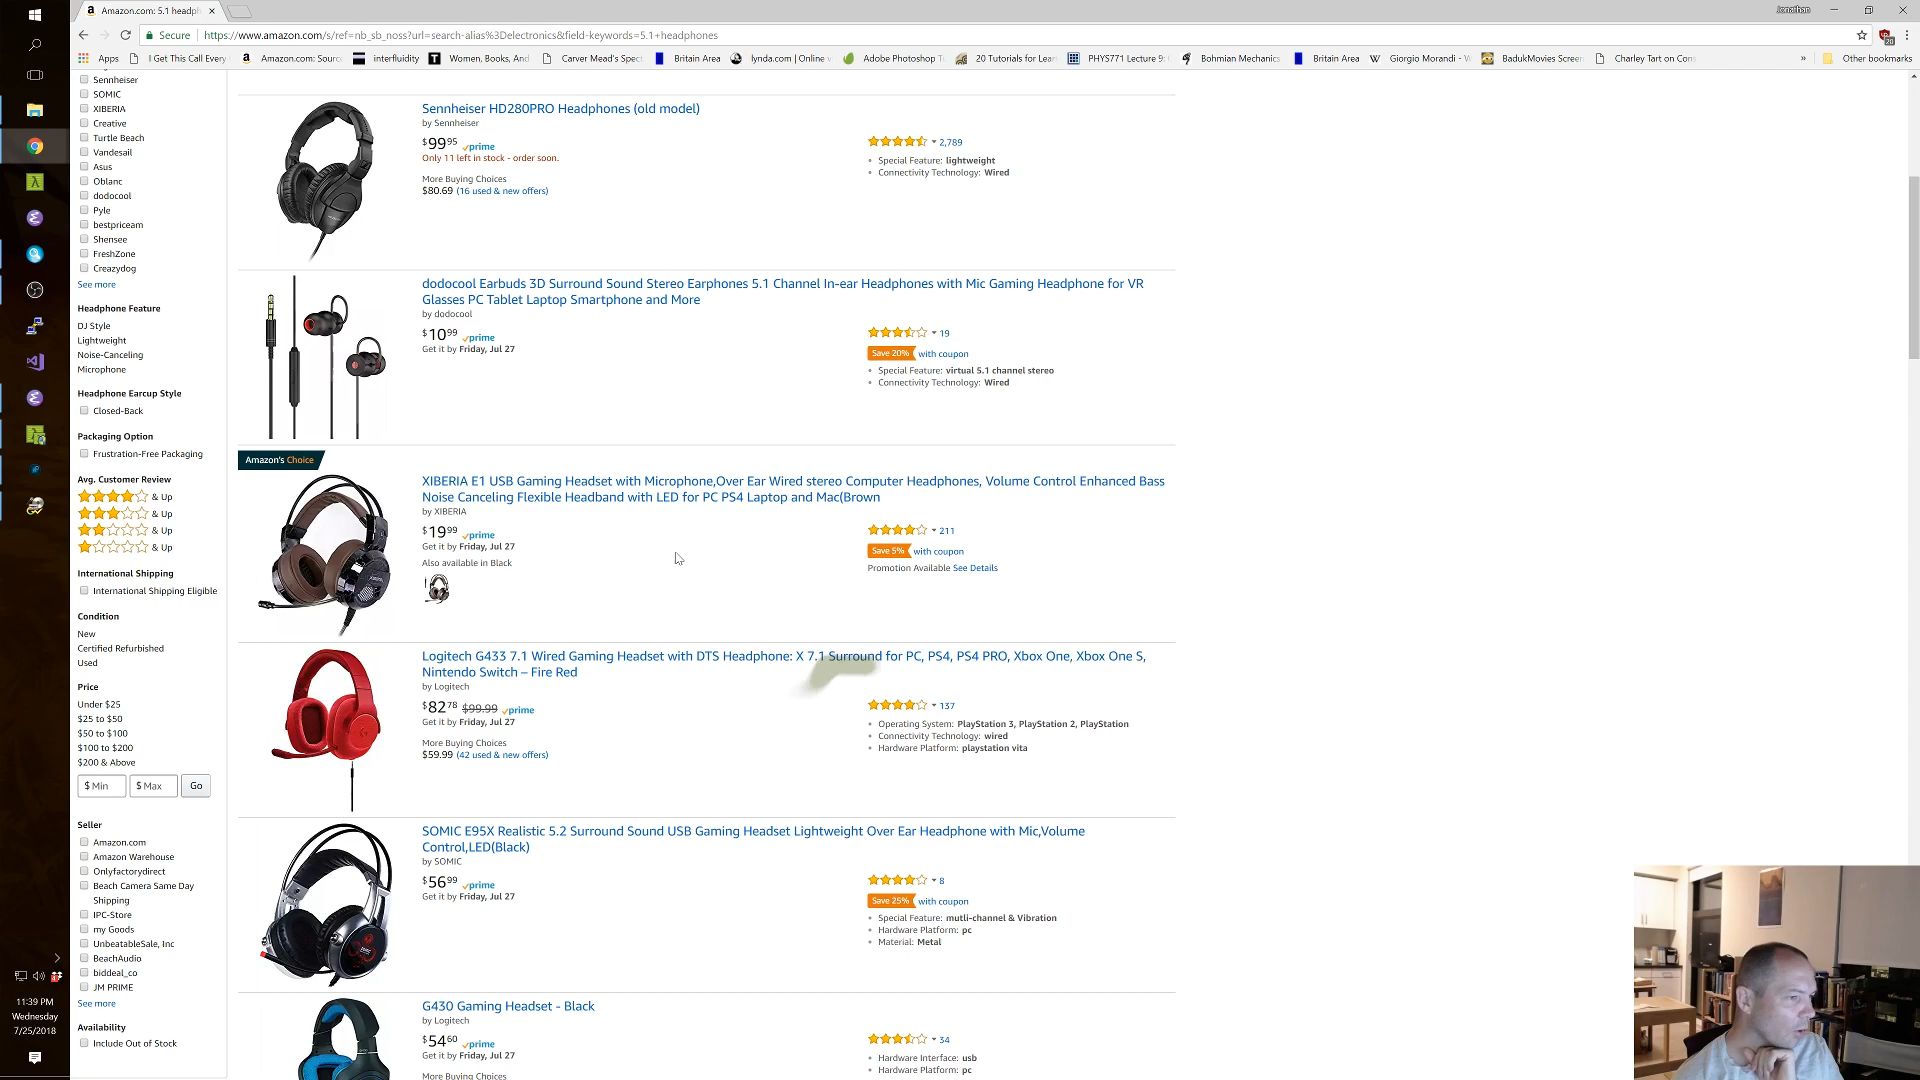 Amazon.com: 5.1 headph
Jonathan
Secure
https://www.amazon.com/s/ref=nb_sb_noss?url=search-alias%3Delectronics&field-keywords=5.1+headphones
Apps
I Get This Call Every
Amazon.com: Sourc
interfluidity
Women, Books, And
Carver Mead's Spect
Britain Area
lynda.com | Online v
Adobe Photoshop Tu
20 Tutorials for Lear
PHYS771 Lecture 9:
Bohmian Mechanics
Britain Area
Giorgio Morandi - W
BadukMovies Screen
Charley Tart on Cons
»
Other bookmarks
Sennheiser
SOMIC
XIBERIA
Creative
Turtle Beach
Vandesail
Asus
Oblanc
dodocool
Pyle
bestpriceam
Shensee
FreshZone
Creazydog
See more
Headphone Feature
DJ Style
Lightweight
Noise-Canceling
Microphone
Headphone Earcup Style
Closed-Back
Packaging Option
Frustration-Free Packaging
Avg. Customer Review
& Up
& Up
& Up
& Up
International Shipping
International Shipping Eligible
Condition
New
Certified Refurbished
Used
Price
Under $25
$25 to $50
$50 to $100
$100 to $200
$200 & Above
$ Min $ Max Go
Seller
Amazon.com
Amazon Warehouse
Onlyfactorydirect
Beach Camera Same Day
Shipping
IPC-Store
my Goods
UnbeatableSale, Inc
BeachAudio
biddeal_co
JM PRIME
See more
Availability
Include Out of Stock
Sennheiser HD280PRO Headphones (old model)
by Sennheiser
$99 95 prime
Only 11 left in stock - order soon.
More Buying Choices
$80.69 (16 used & new offers)
2,789
Special Feature: lightweight
Connectivity Technology: Wired
dodocool Earbuds 3D Surround Sound Stereo Earphones 5.1 Channel In-ear Headphones with Mic Gaming Headphone for VR
Glasses PC Tablet Laptop Smartphone and More
by dodocool
$10 99 prime
Get it by Friday, Jul 27
19
Save 20% with coupon
Special Feature: virtual 5.1 channel stereo
Connectivity Technology: Wired
Amazon's Choice
XIBERIA E1 USB Gaming Headset with Microphone,Over Ear Wired stereo Computer Headphones, Volume Control Enhanced Bass
Noise Canceling Flexible Headband with LED for PC PS4 Laptop and Mac(Brown
by XIBERIA
$19 99 prime
Get it by Friday, Jul 27
Also available in Black
211
Save 5% with coupon
Promotion Available See Details
Logitech G433 7.1 Wired Gaming Headset with DTS Headphone: X 7.1 Surround for PC, PS4, PS4 PRO, Xbox One, Xbox One S,
Nintendo Switch – Fire Red
by Logitech
$82 78 $99.99 prime
Get it by Friday, Jul 27
More Buying Choices
$59.99 (42 used & new offers)
137
Operating System: PlayStation 3, PlayStation 2, PlayStation
Connectivity Technology: wired
Hardware Platform: playstation vita
SOMIC E95X Realistic 5.2 Surround Sound USB Gaming Headset Lightweight Over Ear Headphone with Mic,Volume
Control,LED(Black)
by SOMIC
$56 99 prime
Get it by Friday, Jul 27
8
Save 25% with coupon
Special Feature: mutli-channel & Vibration
Hardware Platform: pc
Material: Metal
G430 Gaming Headset - Black
by Logitech
$54 60 prime
Get it by Friday, Jul 27
More Buying Choices
34
Hardware Interface: usb
Hardware Platform: pc
11:39 PM
Wednesday
7/25/2018